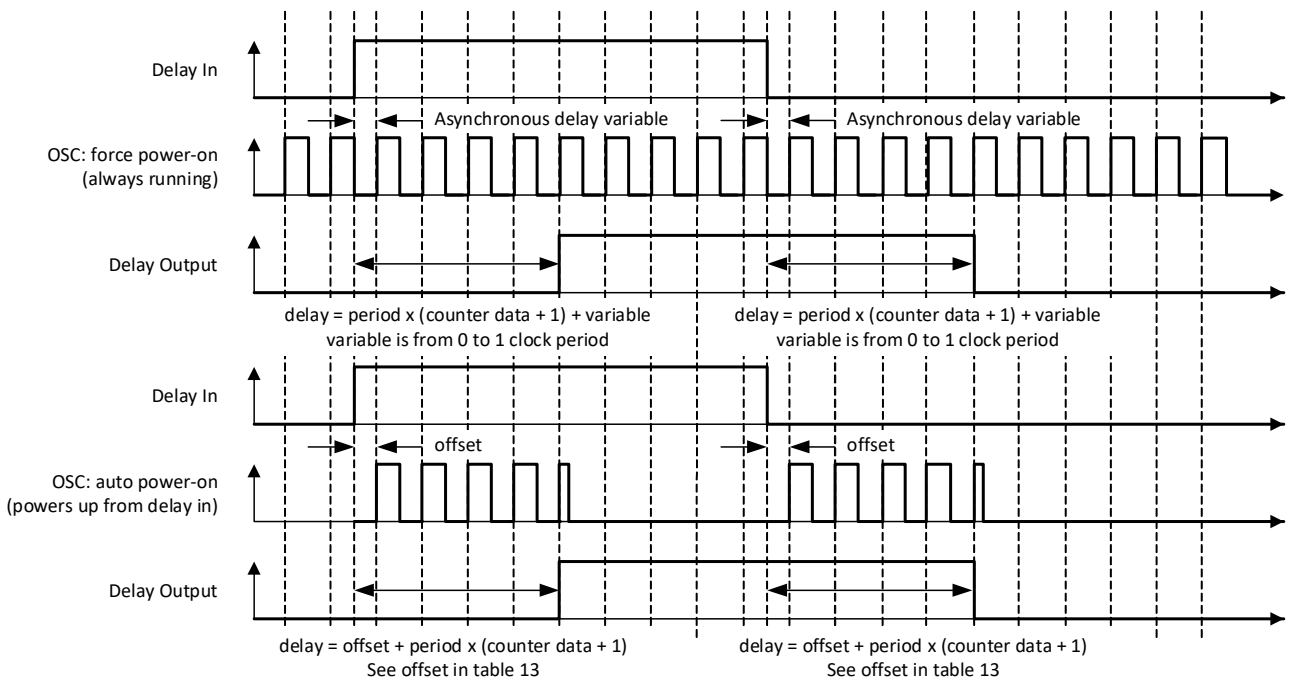 Delay In
Asynchronous delay variable
Asynchronous delay variable
OSC: force power-on
(always running)
Delay Output
delay = period x (counter data + 1) + variable
variable is from 0 to 1 clock period
delay = period x (counter data + 1) + variable
variable is from 0 to 1 clock period
Delay In
offset
offset
OSC: auto power-on
(powers up from delay in)
Delay Output
delay = offset + period x (counter data + 1)
See offset in table 13
delay = offset + period x (counter data + 1)
See offset in table 13